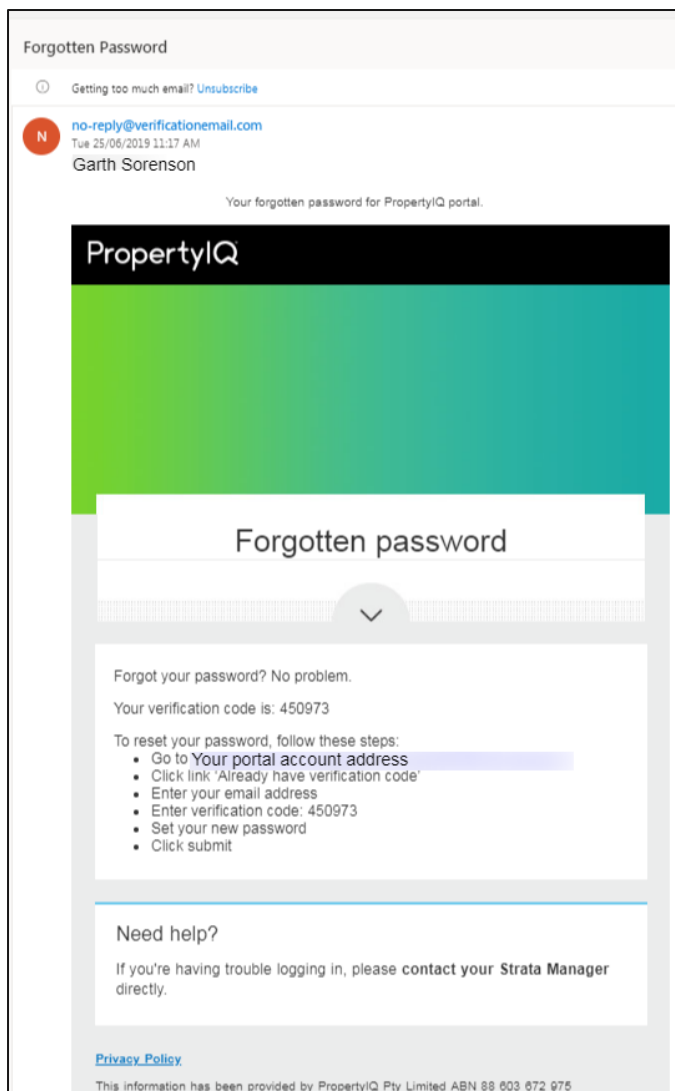 Forgotten Password
Getting too much email? Unsubscribe
N
no-reply@verificationemail.com
Tue 25/06/2019 11:17 AM
Garth Sorenson
Your forgotten password for PropertyIQ portal.
PropertyIQ
Forgotten password
Forgot your password? No problem.
Your verification code is: 450973
To reset your password, follow these steps:
• Go to Your portal account address
• Click link 'Already have verification code'
• Enter your email address
• Enter verification code: 450973
• Set your new password
• Click submit
Need help?
If you're having trouble logging in, please contact your Strata Manager
directly.
Privacy Policy
This information has been provided by PropertyIQ Pty Limited ABN 88 603 672 975